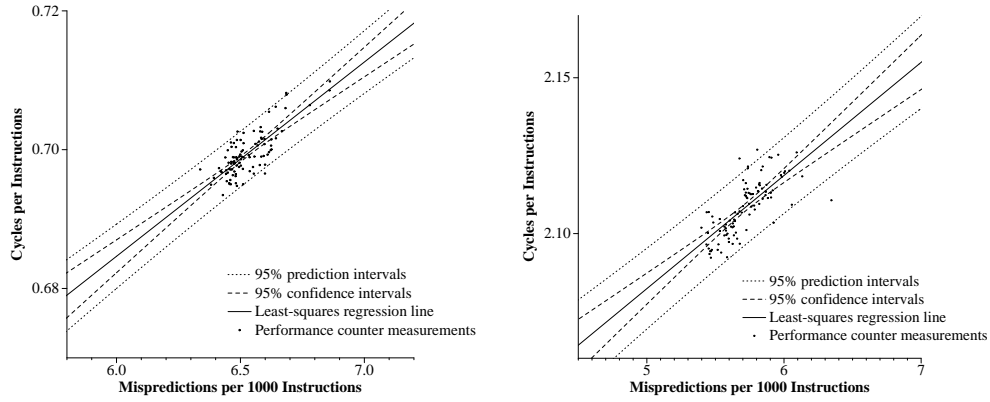 0.72
0.70
0.68
Cycles per Instructions
6.0
6.5
7.0
Mispredictions per 1000 Instructions
95% prediction intervals
95% confidence intervals
Least-squares regression line
Performance counter measurements
2.15
2.10
Cycles per Instructions
5
6
7
Mispredictions per 1000 Instructions
95% prediction intervals
95% confidence intervals
Least-squares regression line
Performance counter measurements